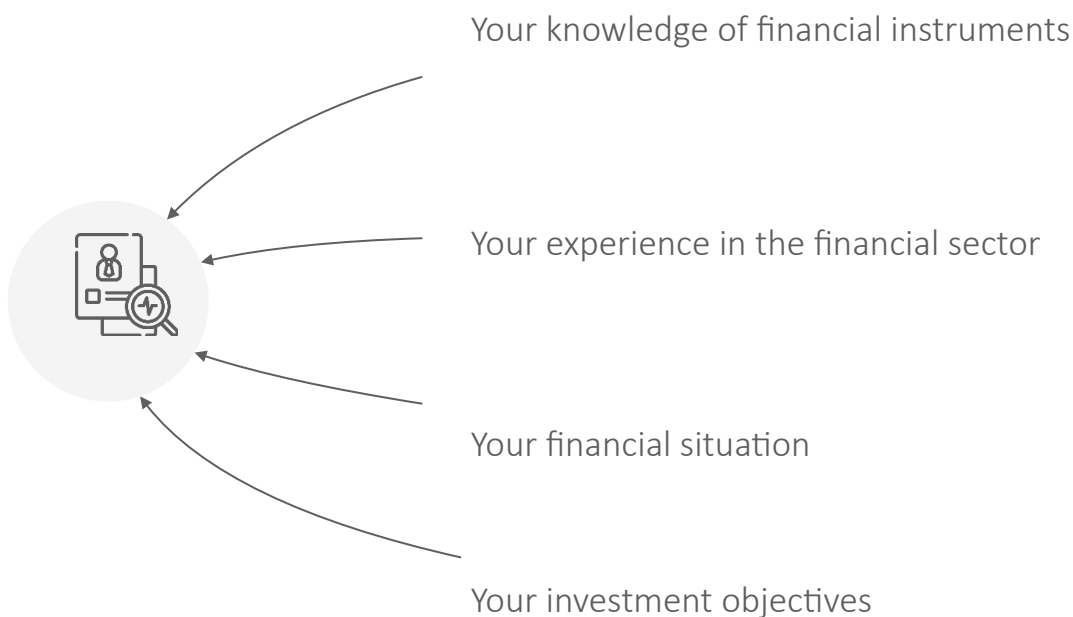 Your knowledge of financial instruments
Your experience in the financial sector
Your financial situation
Your investment objectives